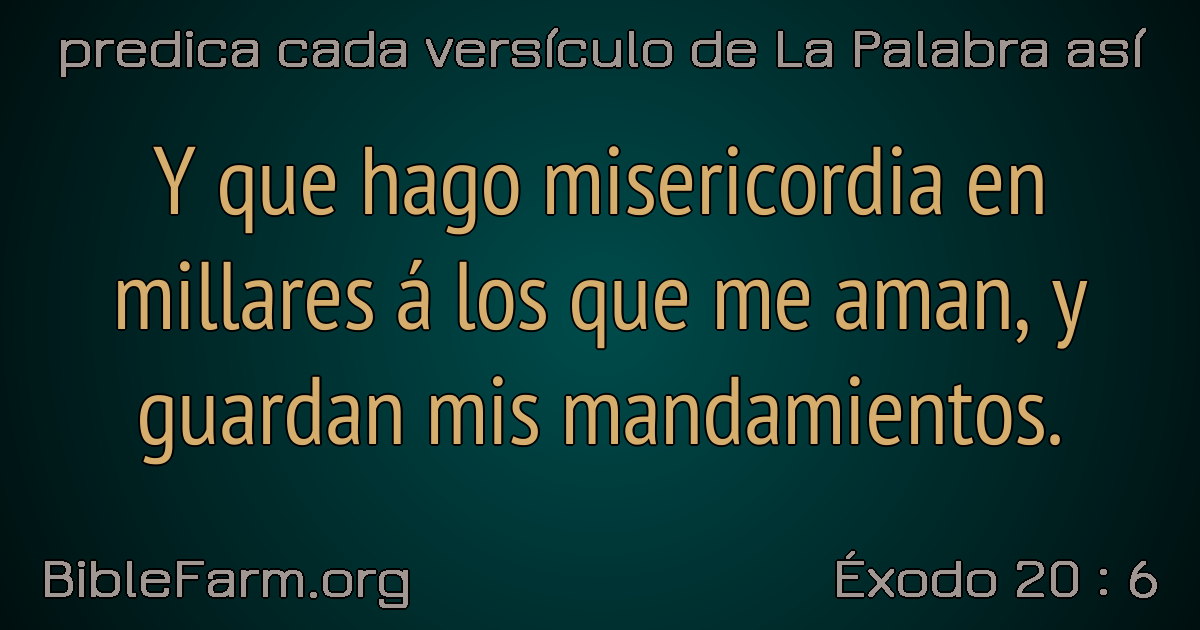 predica cada versículo de La Palabra así
Y que hago misericordia en
millares á los que me aman, y
guardan mis mandamientos.
BibleFarm.org
Éxodo 20 : 6